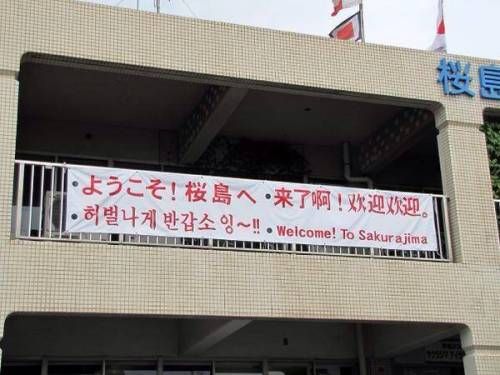 桜島
・ようこそ！桜島へ ・来了啊！欢迎欢迎。
・허벌나게 반갑소 잉~!! ・Welcome! To Sakurajima